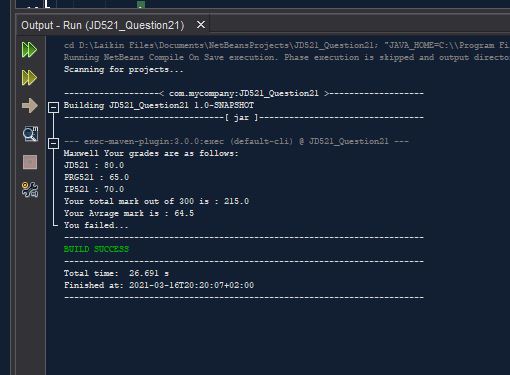 Output - Run (JD521_Question21)
cd D:\Laikin Files\Documents\NetBeansProjects\JD521_Question21; "JAVA_HOME=C:\\Program Fi
Running NetBeans Compile On Save execution. Phase execution is skipped and output director
Scanning for projects...
-------------------< com.mycompany:JD521_Question21 >-------------------
Building JD521_Question21 1.0-SNAPSHOT
--------------------------------[ jar ]---------------------------------
--- exec-maven-plugin:3.0.0:exec (default-cli) @ JD521_Question21 ---
Maxwell Your grades are as follows:
JD521 : 80.0
PRG521 : 65.0
IP521 : 70.0
Your total mark out of 300 is : 215.0
Your Avrage mark is : 64.5
You failed...
------------------------------------------------------------------------
BUILD SUCCESS
------------------------------------------------------------------------
Total time:  26.691 s
Finished at: 2021-03-16T20:20:07+02:00
------------------------------------------------------------------------